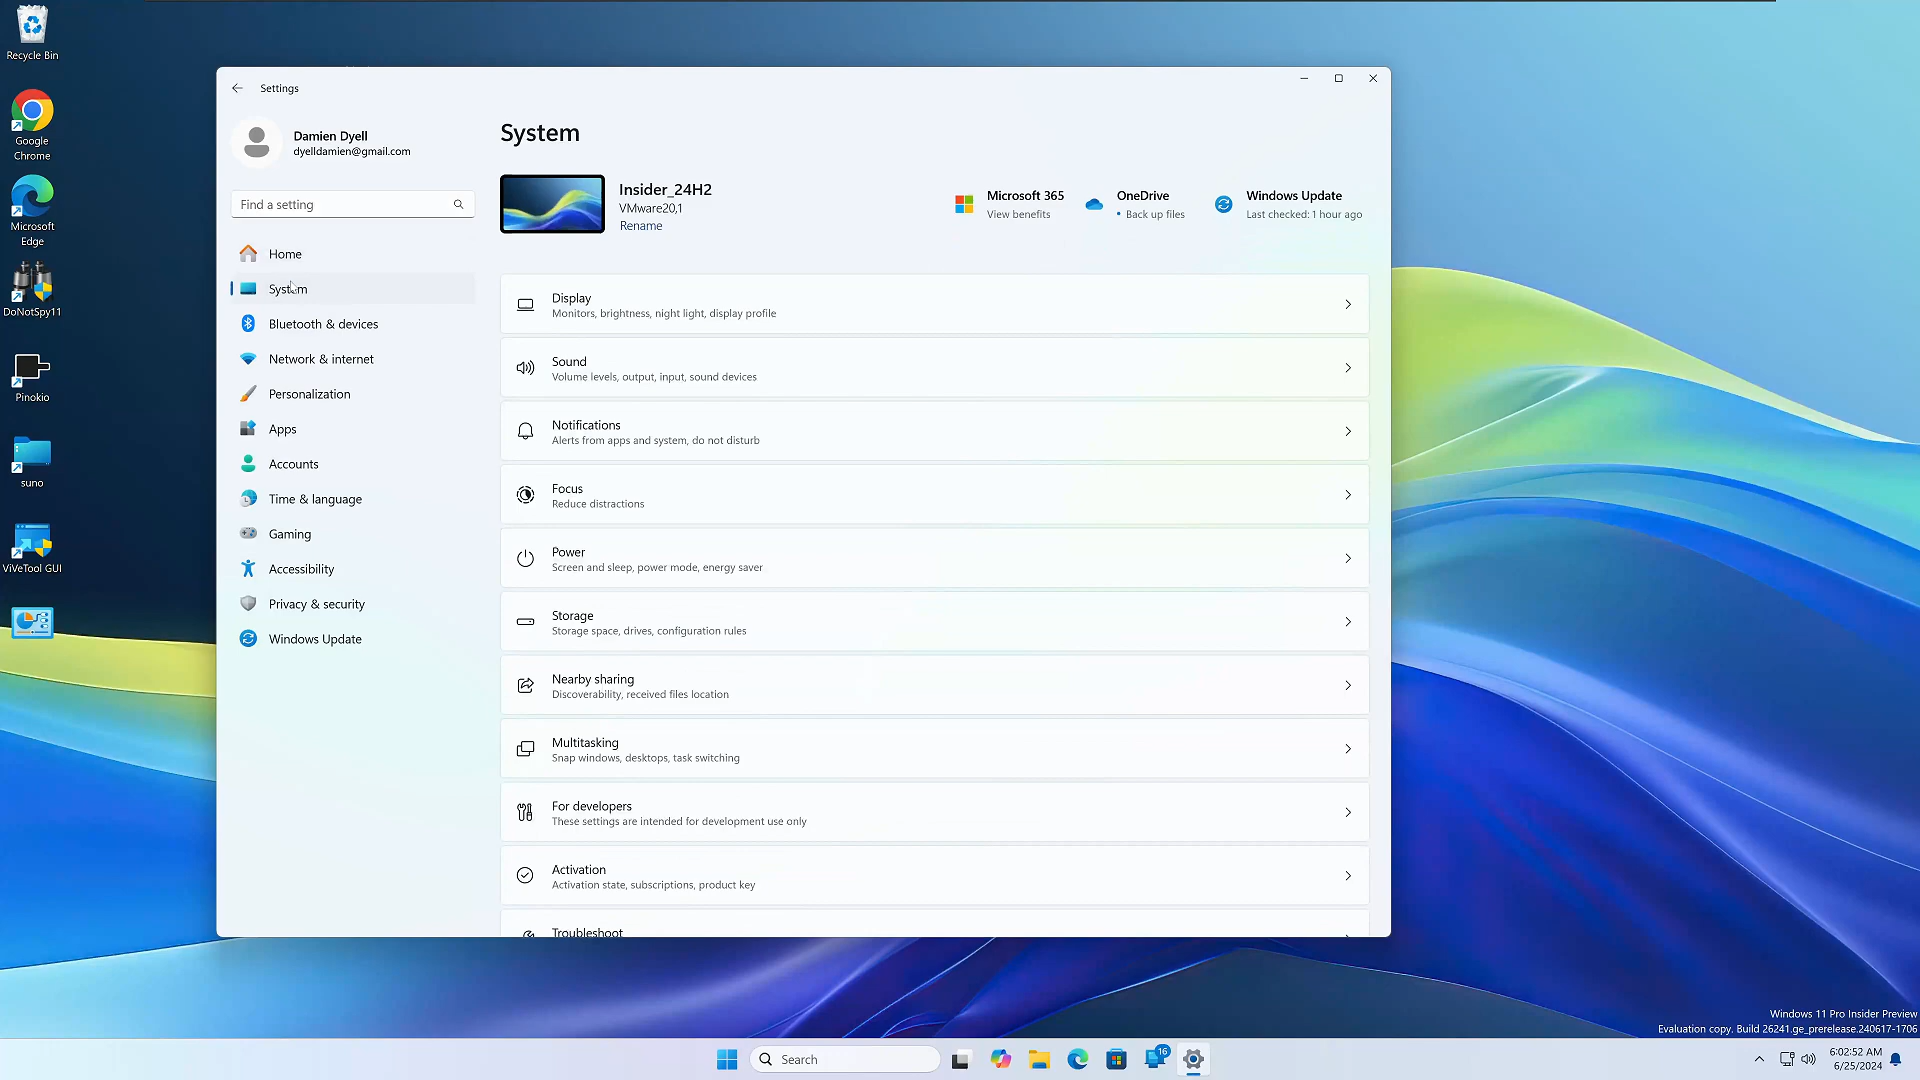 Recycle Bin
Google
Chrome
Microsoft
Edge
DoNotSpy11
Pinokio
suno
ViVeTool GUI
Settings
Damien Dyell
dyelldamien@gmail.com
Find a setting
Home
System
Bluetooth & devices
Network & internet
Personalization
Apps
Accounts
Time & language
Gaming
Accessibility
Privacy & security
Windows Update
System
Insider_24H2
VMware20,1
Rename
Microsoft 365
View benefits
OneDrive
• Back up files
Windows Update
Last checked: 1 hour ago
Display
Monitors, brightness, night light, display profile
Sound
Volume levels, output, input, sound devices
Notifications
Alerts from apps and system, do not disturb
Focus
Reduce distractions
Power
Screen and sleep, power mode, energy saver
Storage
Storage space, drives, configuration rules
Nearby sharing
Discoverability, received files location
Multitasking
Snap windows, desktops, task switching
For developers
These settings are intended for development use only
Activation
Activation state, subscriptions, product key
Troubleshoot
Windows 11 Pro Insider Preview
Evaluation copy. Build 26241.ge_prerelease.240617-1706
Search
16
6:02:52 AM
6/25/2024